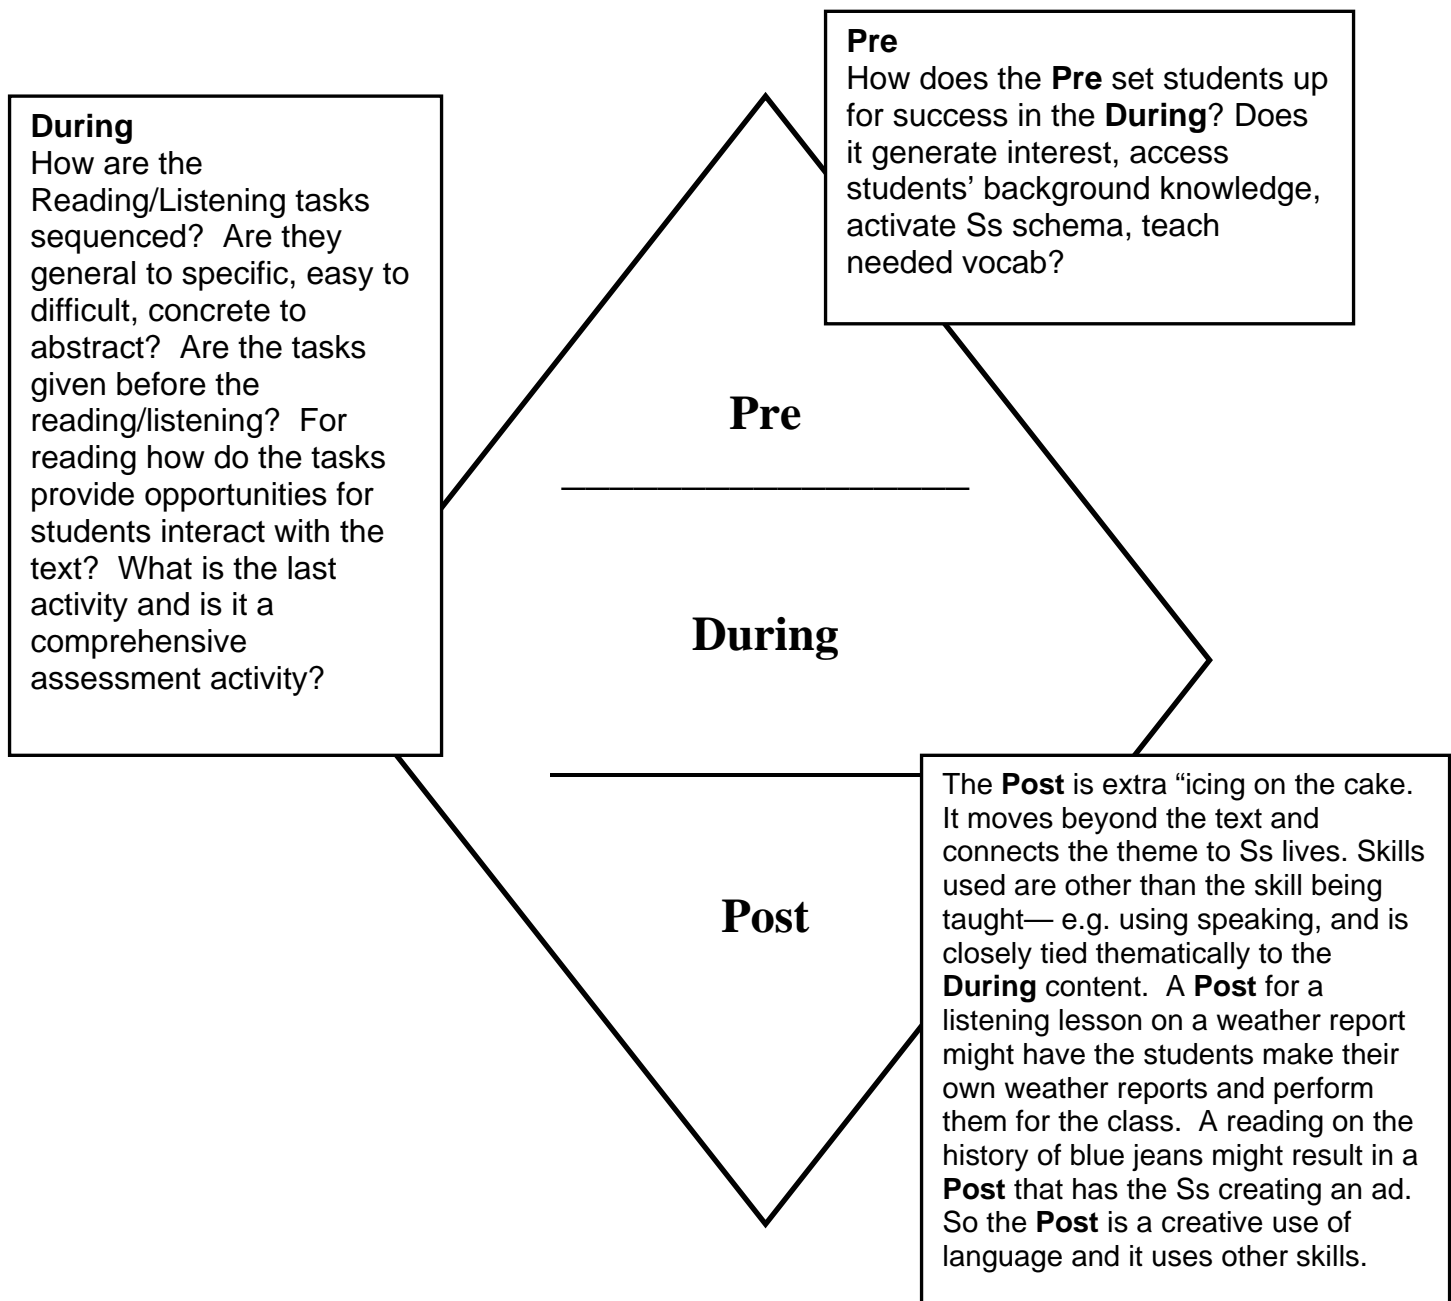 Pre
How does the Pre set students up
for success in the During? Does
it generate interest, access
students’ background knowledge,
activate Ss schema, teach
needed vocab?
During
How are the
Reading/Listening tasks
sequenced?  Are they
general to specific, easy to
difficult, concrete to
abstract?  Are the tasks
given before the
reading/listening?  For
reading how do the tasks
provide opportunities for
students interact with the
text?  What is the last
activity and is it a
comprehensive
assessment activity?
Pre
During
Post
The Post is extra “icing on the cake.
It moves beyond the text and
connects the theme to Ss lives. Skills
used are other than the skill being
taught— e.g. using speaking, and is
closely tied thematically to the
During content.  A Post for a
listening lesson on a weather report
might have the students make their
own weather reports and perform
them for the class.  A reading on the
history of blue jeans might result in a
Post that has the Ss creating an ad.
So the Post is a creative use of
language and it uses other skills.